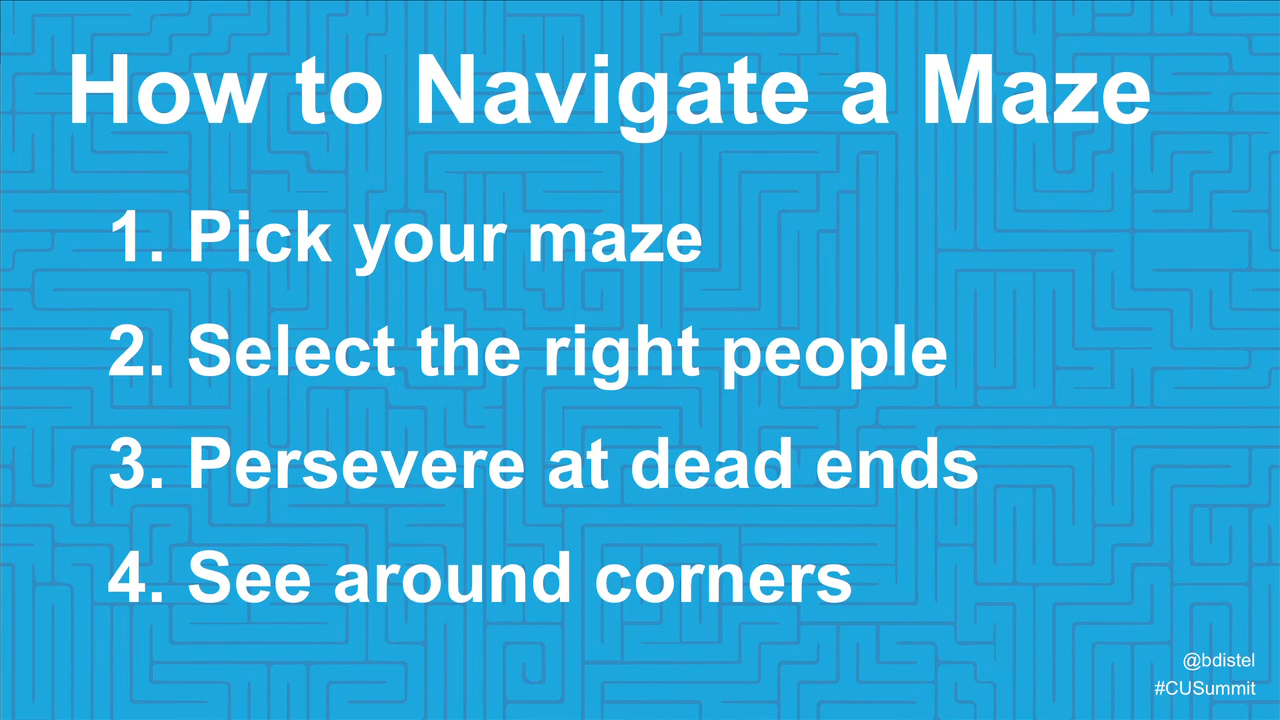 How to Navigate a Maze
1. Pick your maze
2. Select the right people
3. Persevere at dead ends
4. See around corners
@bdistel
#CUSummit